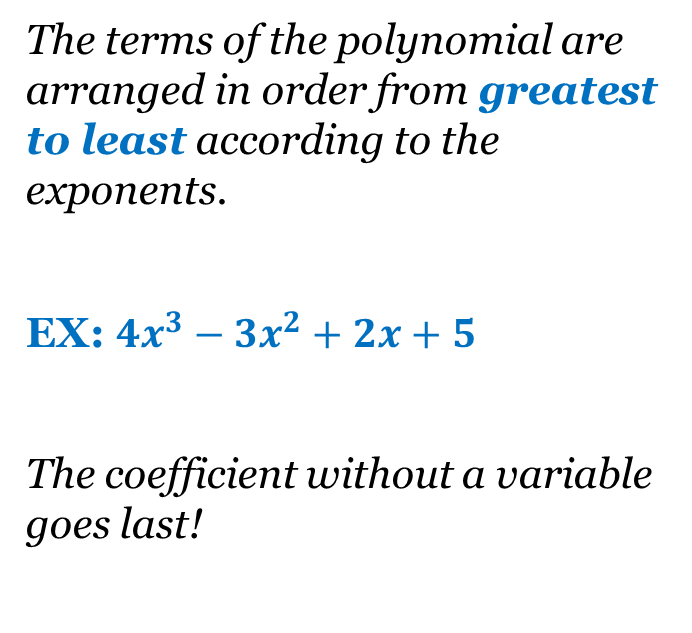 The terms of the polynomial are
arranged in order from greatest
to least according to the
exponents.
EX: 4x³ − 3x² + 2x + 5
The coefficient without a variable
goes last!